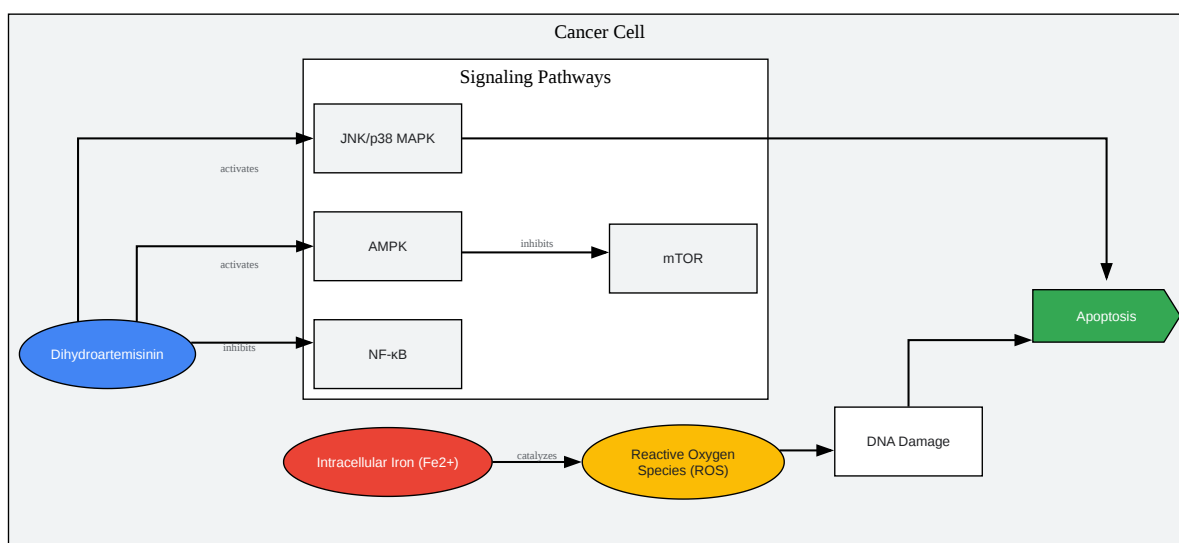 Cancer Cell
Signaling Pathways
JNK/p38 MAPK
activates
AMPK
inhibits
mTOR
activates
Apoptosis
Dihydroartemisinin
inhibits
NF-κB
DNA Damage
Intracellular Iron (Fe2+)
catalyzes
Reactive Oxygen
Species (ROS)